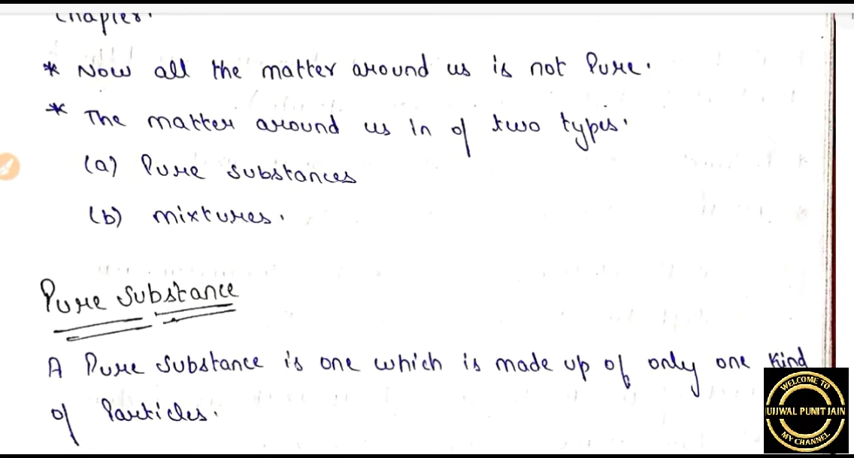 chapter.
* Now all the matter around us is not Pure.
* The matter around us in of two types.
(a) Pure substances
(b) mixtures.
Pure Substance
A Pure Substance is one which is made up of only one kind
of Particles.
WELCOME TO
UJJWAL PUNIT JAIN
MY CHANNEL